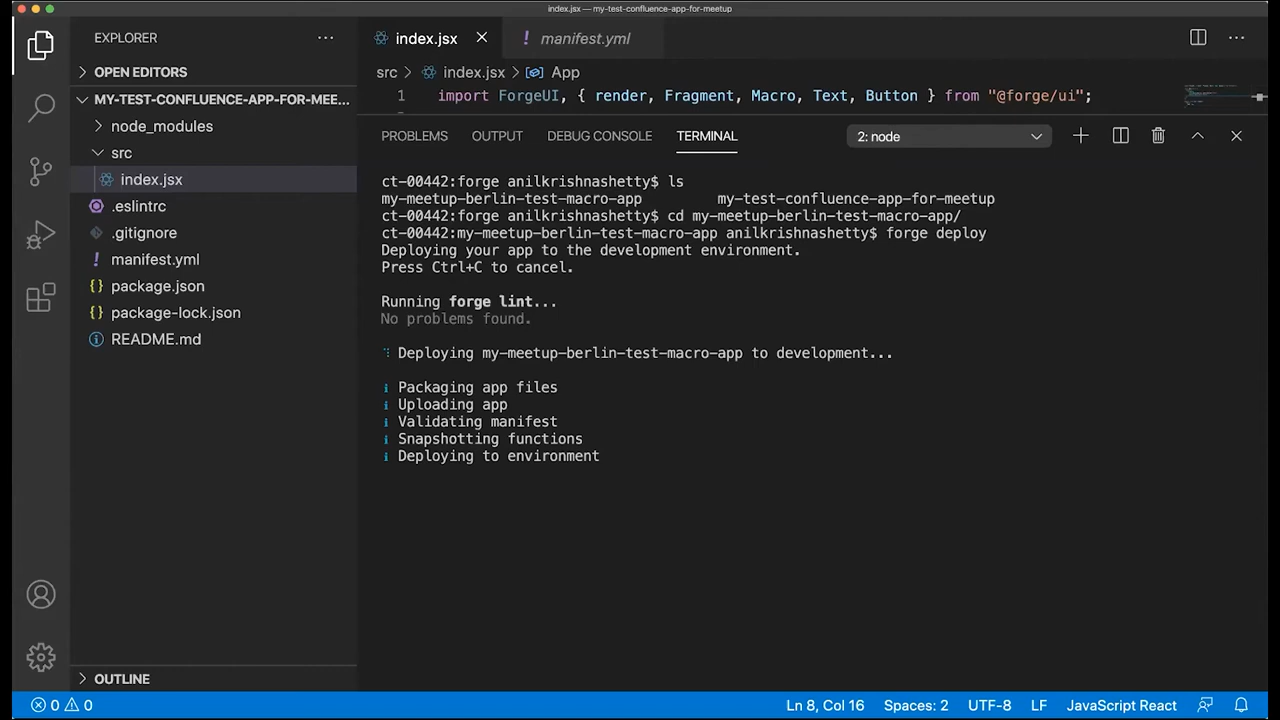 index.jsx — my-test-confluence-app-for-meetup
EXPLORER
OPEN EDITORS
MY-TEST-CONFLUENCE-APP-FOR-MEE...
node_modules
src
index.jsx
.eslintrc
.gitignore
! manifest.yml
{} package.json
{} package-lock.json
README.md
OUTLINE
index.jsx
! manifest.yml
src > index.jsx > App
1 import ForgeUI, { render, Fragment, Macro, Text, Button } from "@forge/ui";
PROBLEMS OUTPUT DEBUG CONSOLE TERMINAL
2: node
ct-00442:forge anilkrishnashetty$ ls
my-meetup-berlin-test-macro-app my-test-confluence-app-for-meetup
ct-00442:forge anilkrishnashetty$ cd my-meetup-berlin-test-macro-app/
ct-00442:my-meetup-berlin-test-macro-app anilkrishnashetty$ forge deploy
Deploying your app to the development environment.
Press Ctrl+C to cancel.
Running forge lint...
No problems found.
Deploying my-meetup-berlin-test-macro-app to development...
i Packaging app files
i Uploading app
i Validating manifest
i Snapshotting functions
i Deploying to environment
0 0
Ln 8, Col 16 Spaces: 2 UTF-8 LF JavaScript React